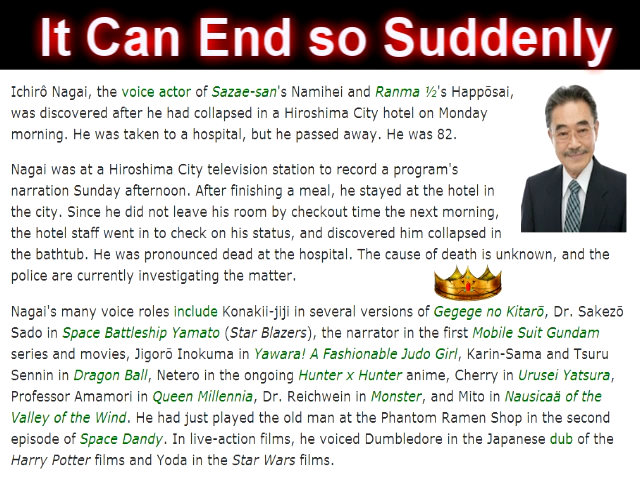 It Can End so Suddenly
Ichirô Nagai, the voice actor of Sazae-san's Namihei and Ranma ½'s Happōsai,
was discovered after he had collapsed in a Hiroshima City hotel on Monday
morning. He was taken to a hospital, but he passed away. He was 82.
Nagai was at a Hiroshima City television station to record a program's
narration Sunday afternoon. After finishing a meal, he stayed at the hotel in
the city. Since he did not leave his room by checkout time the next morning,
the hotel staff went in to check on his status, and discovered him collapsed in
the bathtub. He was pronounced dead at the hospital. The cause of death is unknown, and the
police are currently investigating the matter.
Nagai's many voice roles include Konakii-jiji in several versions of Gegege no Kitarō, Dr. Sakezō
Sado in Space Battleship Yamato (Star Blazers), the narrator in the first Mobile Suit Gundam
series and movies, Jigorō Inokuma in Yawara! A Fashionable Judo Girl, Karin-Sama and Tsuru
Sennin in Dragon Ball, Netero in the ongoing Hunter x Hunter anime, Cherry in Urusei Yatsura,
Professor Amamori in Queen Millennia, Dr. Reichwein in Monster, and Mito in Nausicaä of the
Valley of the Wind. He had just played the old man at the Phantom Ramen Shop in the second
episode of Space Dandy. In live-action films, he voiced Dumbledore in the Japanese dub of the
Harry Potter films and Yoda in the Star Wars films.